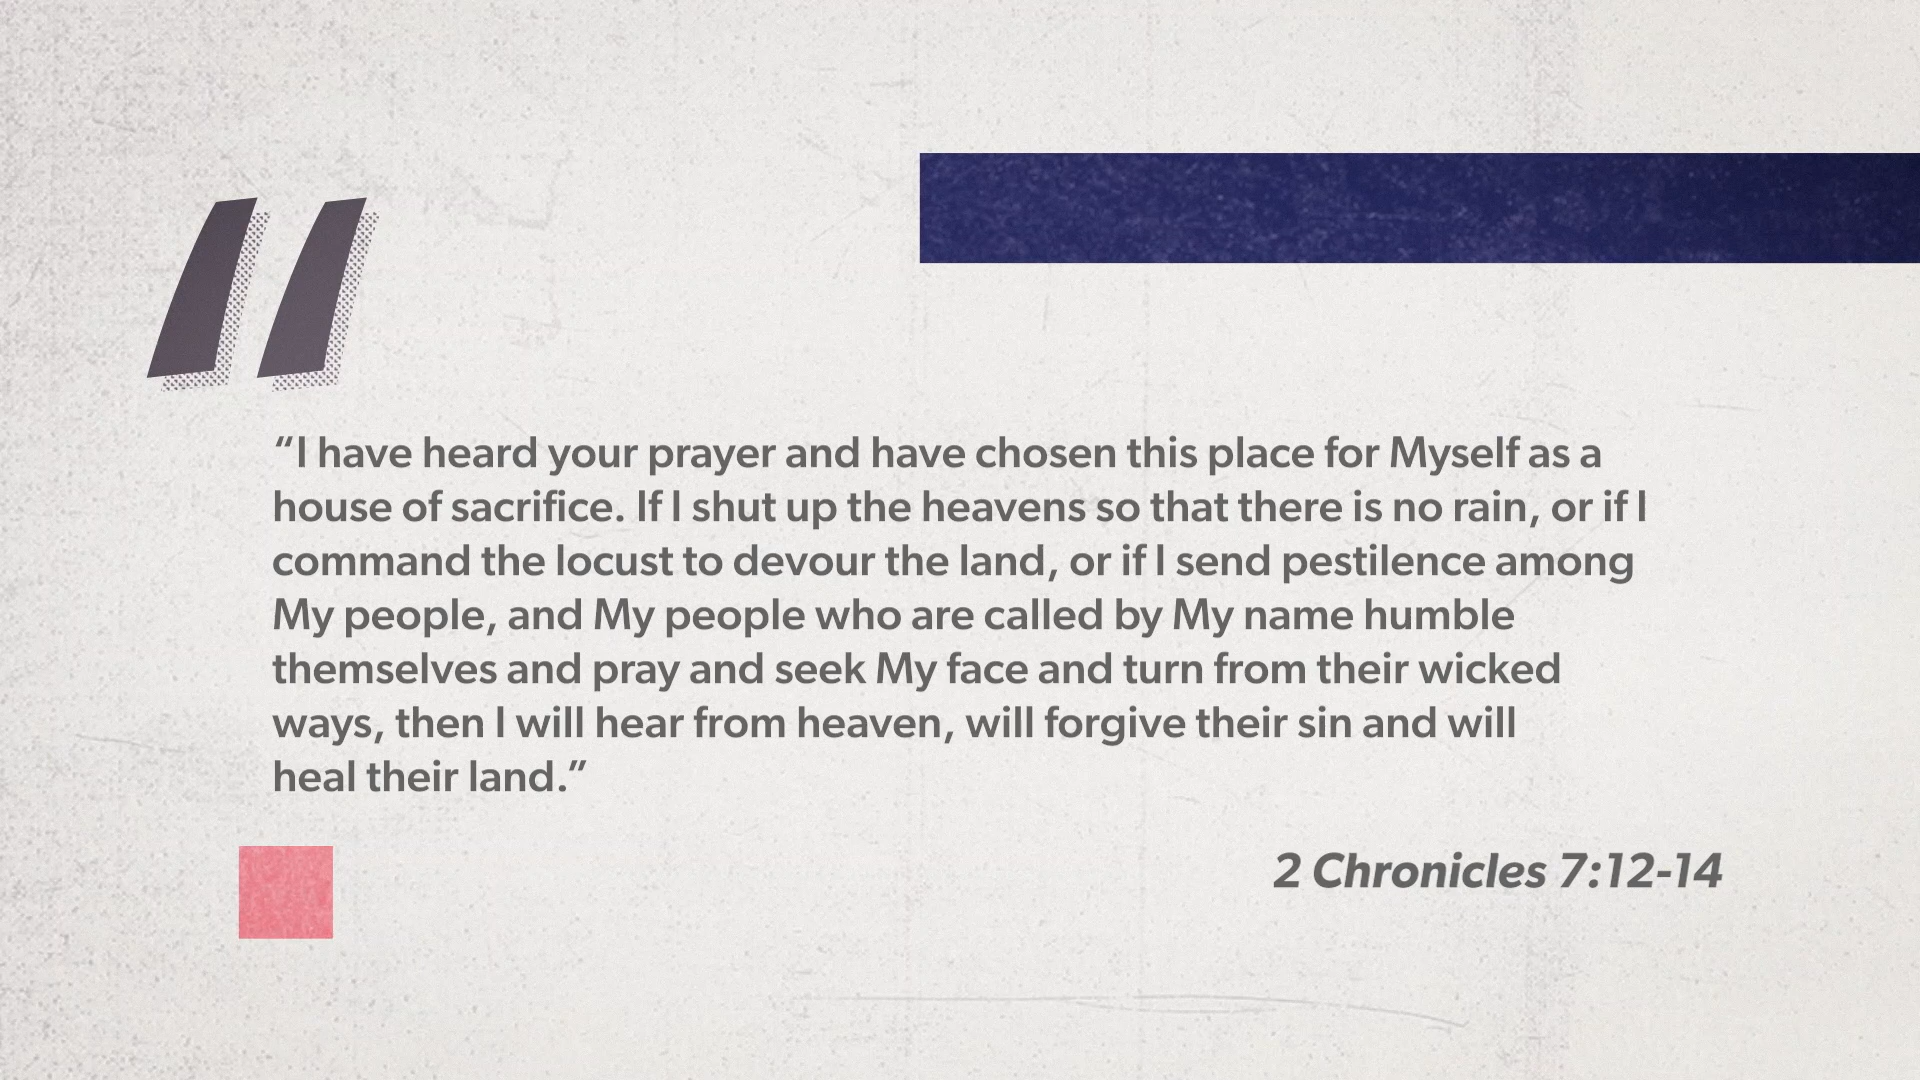 “I have heard your prayer and have chosen this place for Myself as a
house of sacrifice. If I shut up the heavens so that there is no rain, or if I
command the locust to devour the land, or if I send pestilence among
My people, and My people who are called by My name humble
themselves and pray and seek My face and turn from their wicked
ways, then I will hear from heaven, will forgive their sin and will
heal their land.”
2 Chronicles 7:12-14